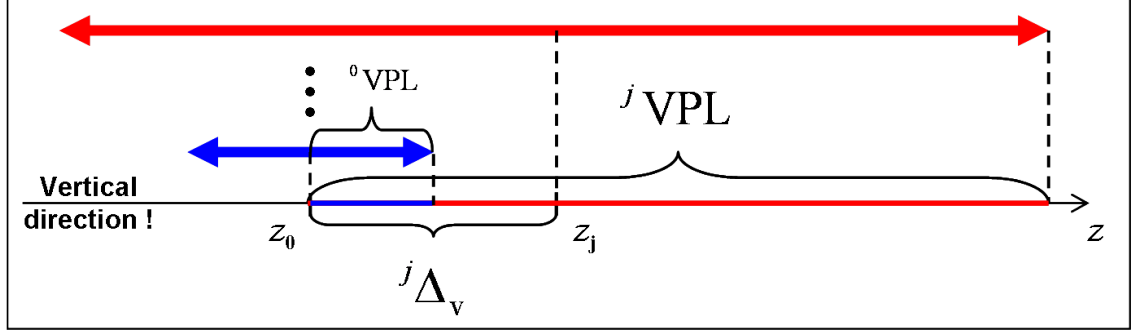 ⁰VPL
ʲVPL
Vertical
direction !
z₀
zⱼ
z
ʲΔᵥ